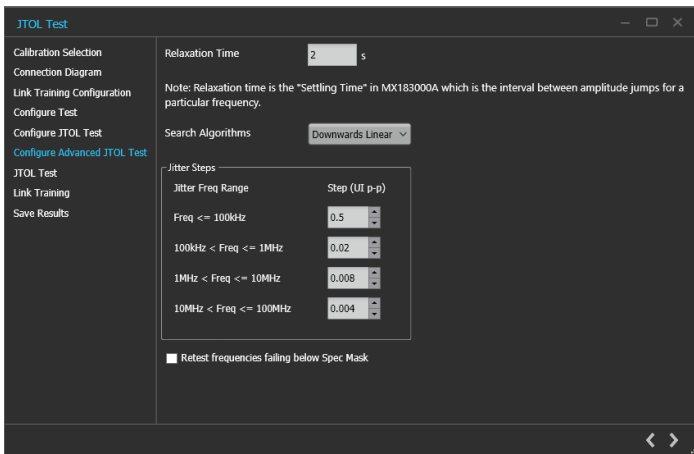 JTOL Test
Calibration Selection
Connection Diagram
Link Training Configuration
Configure Test
Configure JTOL Test
Configure Advanced JTOL Test
JTOL Test
Link Training
Save Results
Relaxation Time 2 s
Note: Relaxation time is the "Settling Time" in MX183000A which is the interval between amplitude jumps for a
particular frequency.
Search Algorithms Downwards Linear
Jitter Steps
Jitter Freq Range Step (UI p-p)
Freq <= 100kHz 0.5
100kHz < Freq <= 1MHz 0.02
1MHz < Freq <= 10MHz 0.008
10MHz < Freq <= 100MHz 0.004
Retest frequencies failing below Spec Mask